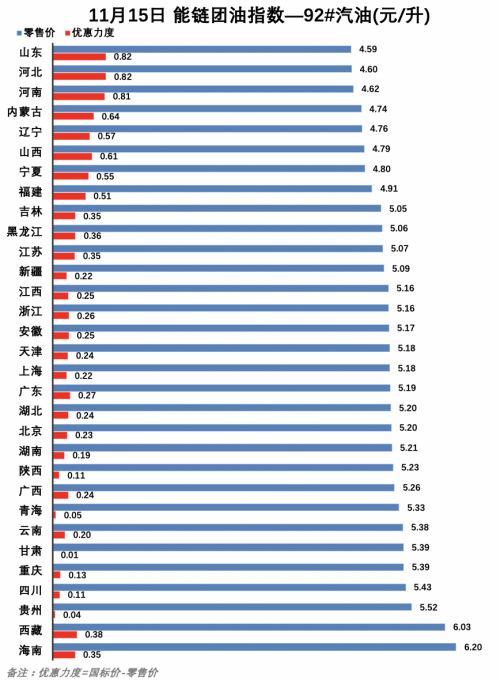 11月15日 能链团油指数—92#汽油(元/升)
零售价 优惠力度
山东 4.59
0.82
河北 4.60
0.82
河南 4.62
0.81
内蒙古 4.74
0.64
辽宁 4.76
0.57
山西 4.79
0.61
宁夏 4.80
0.55
福建 4.91
0.51
吉林 5.05
0.35
黑龙江 5.06
0.36
江苏 5.07
0.35
新疆 5.09
0.22
江西 5.16
0.25
浙江 5.16
0.26
安徽 5.17
0.25
天津 5.18
0.24
上海 5.18
0.22
广东 5.19
0.27
湖北 5.20
0.24
北京 5.20
0.23
湖南 5.21
0.19
陕西 5.23
0.11
广西 5.26
0.24
青海 5.33
0.05
云南 5.38
0.20
甘肃 5.39
0.01
重庆 5.39
0.13
四川 5.43
0.11
贵州 5.52
0.04
西藏 6.03
0.38
海南 6.20
0.35
备注：优惠力度=国标价-零售价